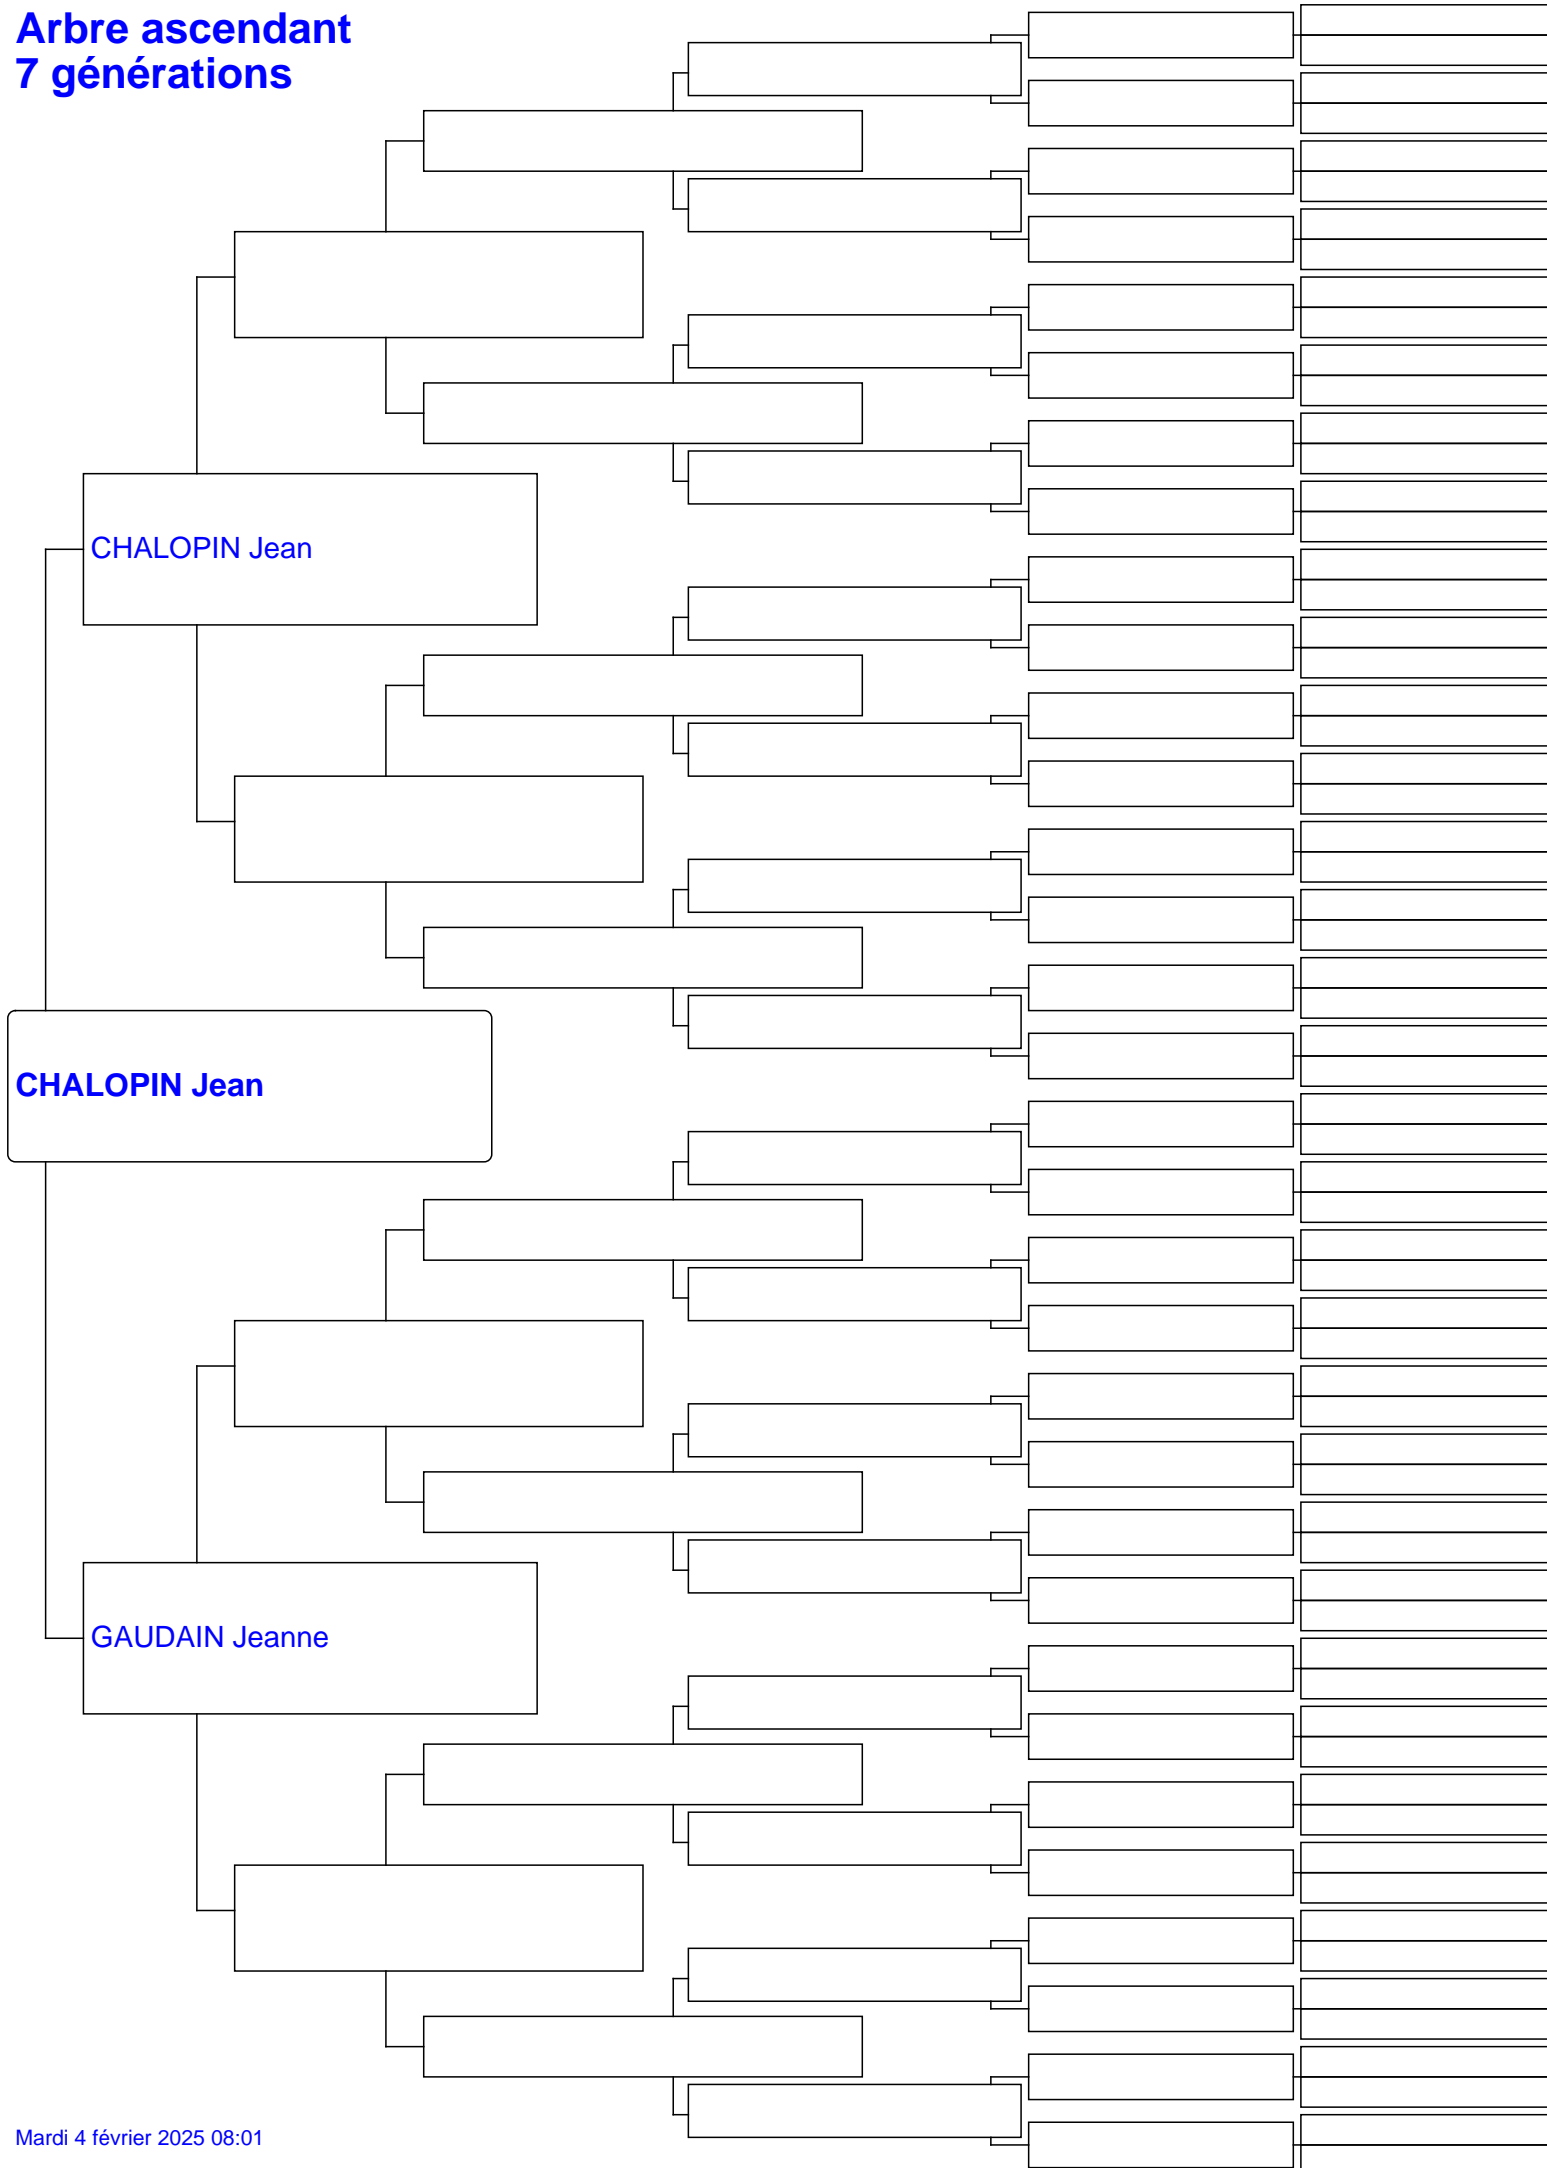 Arbre ascendant
7 générations
CHALOPIN Jean
CHALOPIN Jean
GAUDAIN Jeanne
Mardi 4 février 2025 08:01